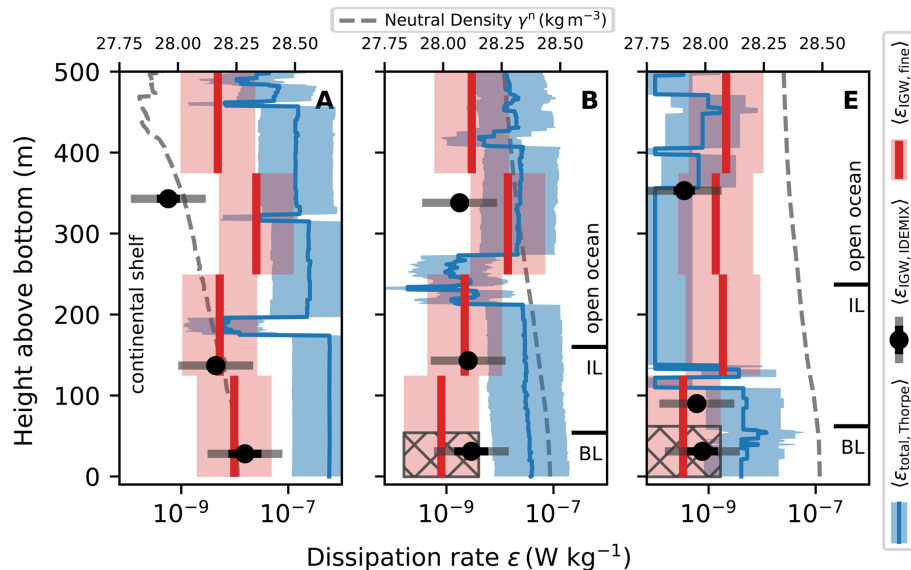 Neutral Density γⁿ (kg m⁻³)
27.75 28.00 28.25 28.50
27.75 28.00 28.25 28.50
27.75 28.00 28.25 28.50
500
400
300
200
100
0
Height above bottom (m)
A
continental shelf
B
open ocean
IL
BL
E
open ocean
IL
BL
10⁻⁹ 10⁻⁷
10⁻⁹ 10⁻⁷
10⁻⁹ 10⁻⁷
Dissipation rate ε (W kg⁻¹)
⟨ε_total, Thorpe⟩
⟨ε_IGW, IDEMIX⟩
⟨ε_IGW, fine⟩